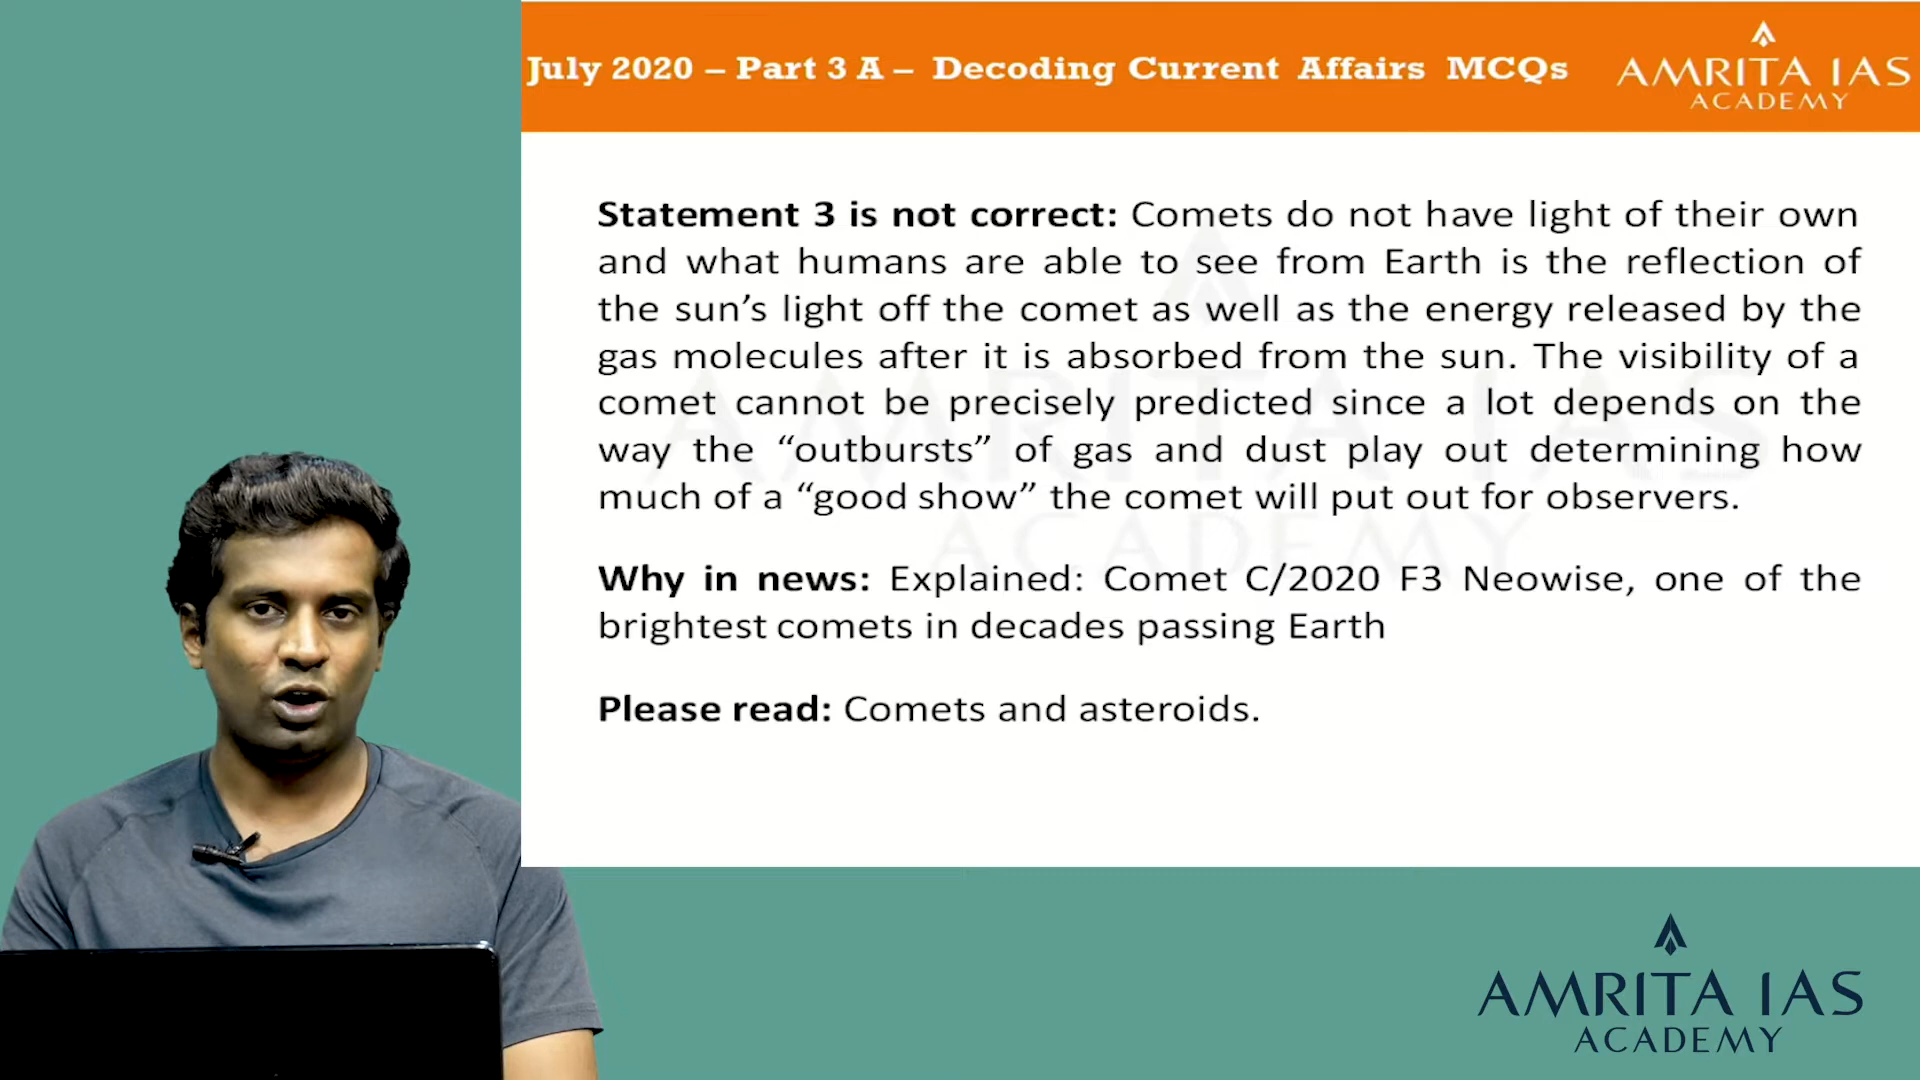 July 2020 – Part 3 A – Decoding Current Affairs MCQs
AMRITA IAS
ACADEMY
Statement 3 is not correct: Comets do not have light of their own
and what humans are able to see from Earth is the reflection of
the sun’s light off the comet as well as the energy released by the
gas molecules after it is absorbed from the sun. The visibility of a
comet cannot be precisely predicted since a lot depends on the
way the “outbursts” of gas and dust play out determining how
much of a “good show” the comet will put out for observers.
Why in news: Explained: Comet C/2020 F3 Neowise, one of the
brightest comets in decades passing Earth
Please read: Comets and asteroids.
AMRITA IAS
ACADEMY
AMRITA IAS
ACADEMY